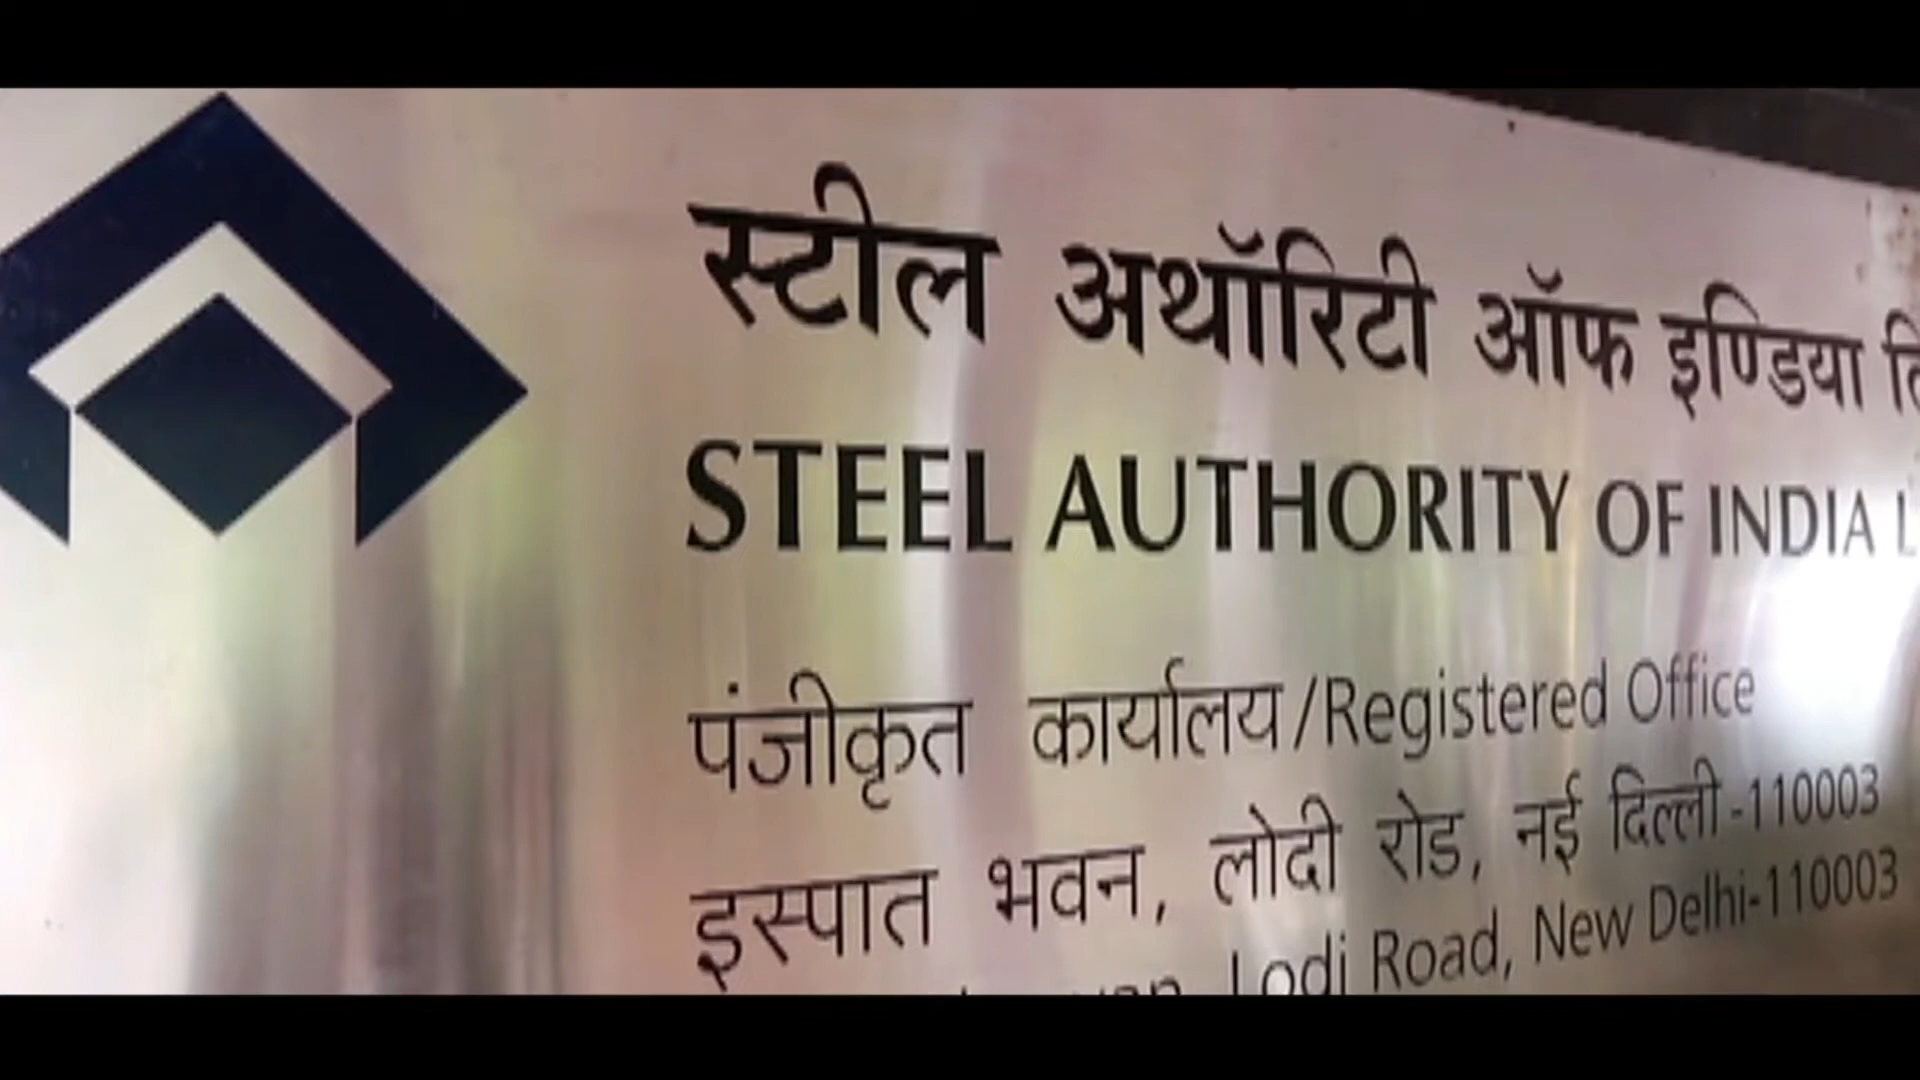 स्टील अथॉरिटी ऑफ इण्डिया
STEEL AUTHORITY OF INDIA
पंजीकृत कार्यालय/Registered Office
इस्पात भवन, लोदी रोड, नई दिल्ली-110003
Lodi Road, New Delhi-110003